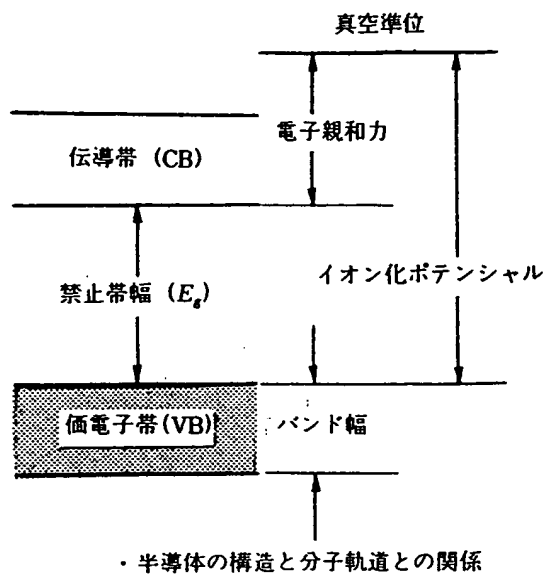 真空準位
電子親和力
伝導帯 (CB)
イオン化ポテンシャル
禁止帯幅 (Eg)
価電子帯(VB)
バンド幅
・半導体の構造と分子軌道との関係